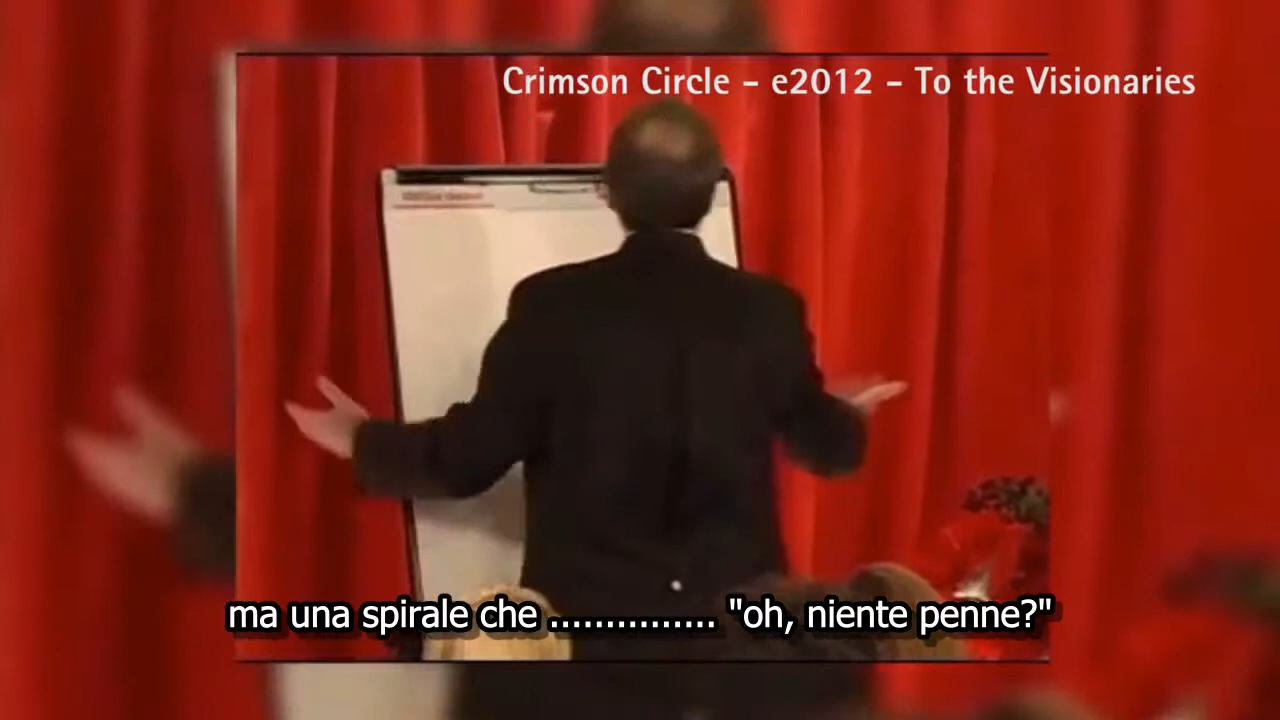 Crimson Circle – e2012 – To the Visionaries
ma una spirale che ............... "oh, niente penne?"